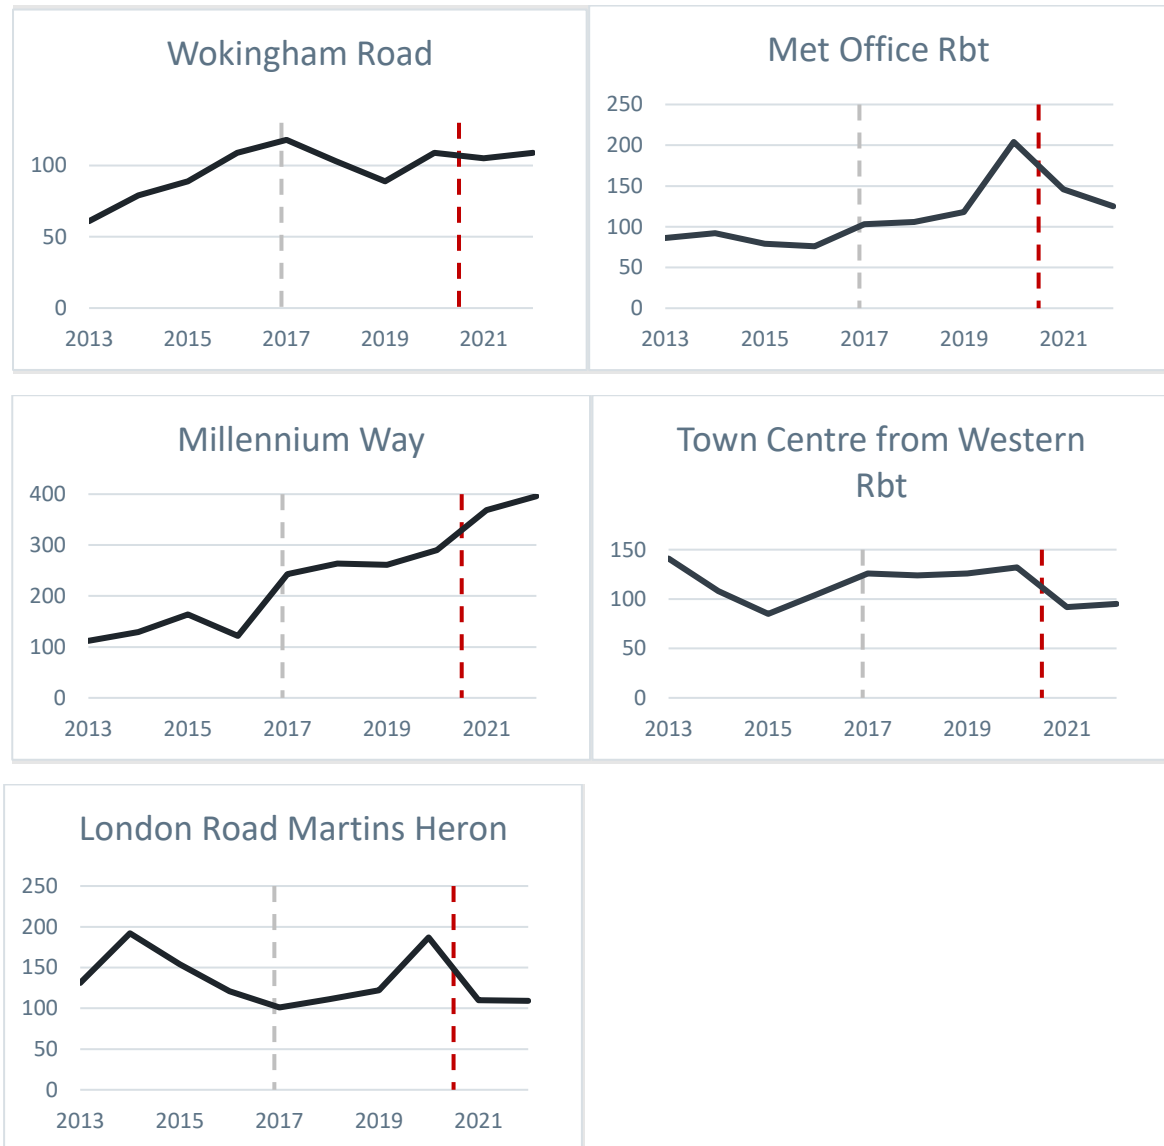 Wokingham Road
100
50
0
2013 2015 2017 2019 2021
Met Office Rbt
250
200
150
100
50
0
2013 2015 2017 2019 2021
Millennium Way
400
300
200
100
0
2013 2015 2017 2019 2021
Town Centre from Western
Rbt
150
100
50
0
2013 2015 2017 2019 2021
London Road Martins Heron
250
200
150
100
50
0
2013 2015 2017 2019 2021